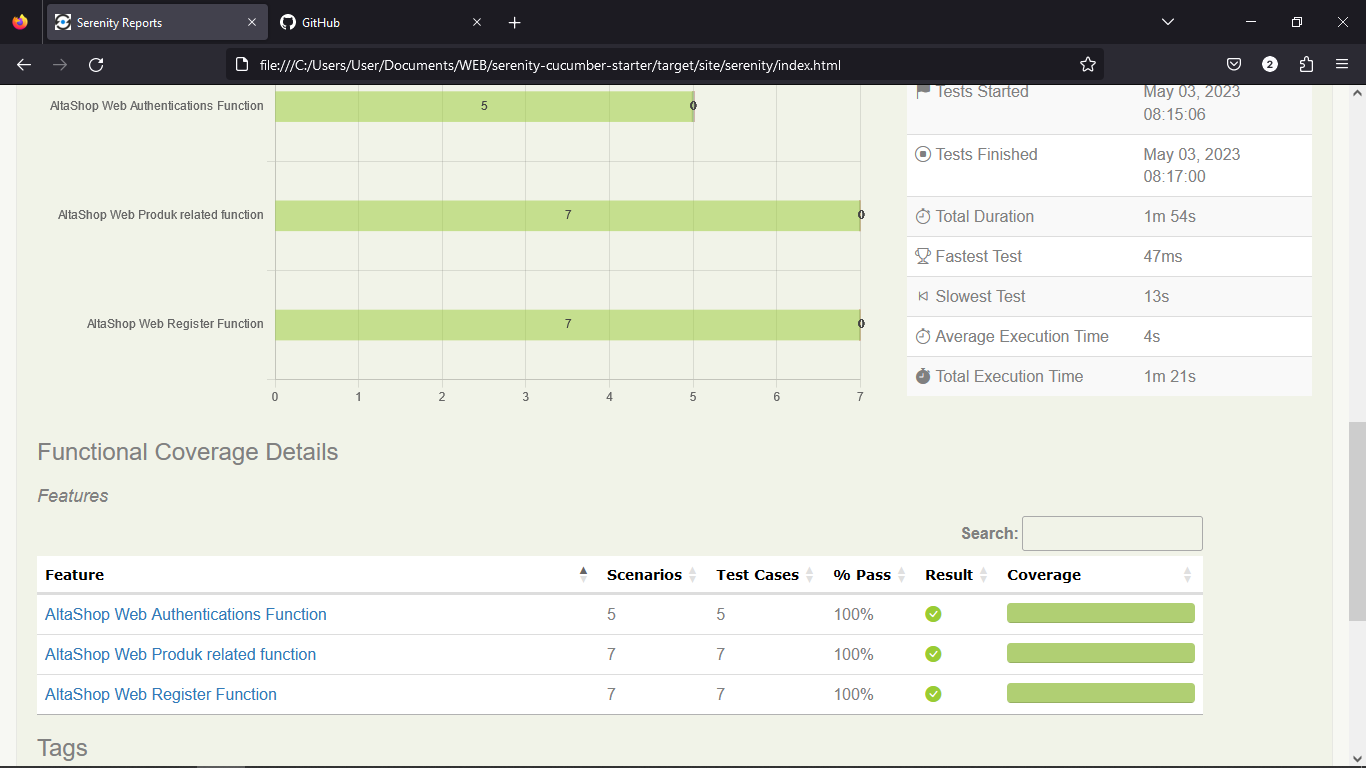 Serenity Reports
GitHub
file:///C:/Users/User/Documents/WEB/serenity-cucumber-starter/target/site/serenity/index.html
2
AltaShop Web Authentications Function
5
0
AltaShop Web Produk related function
7
0
AltaShop Web Register Function
7
0
0 1 2 3 4 5 6 7
Tests Started May 03, 2023
08:15:06
Tests Finished May 03, 2023
08:17:00
Total Duration 1m 54s
Fastest Test 47ms
Slowest Test 13s
Average Execution Time 4s
Total Execution Time 1m 21s
Functional Coverage Details
Features
Search:
Feature Scenarios Test Cases % Pass Result Coverage
AltaShop Web Authentications Function 5 5 100%
AltaShop Web Produk related function 7 7 100%
AltaShop Web Register Function 7 7 100%
Tags